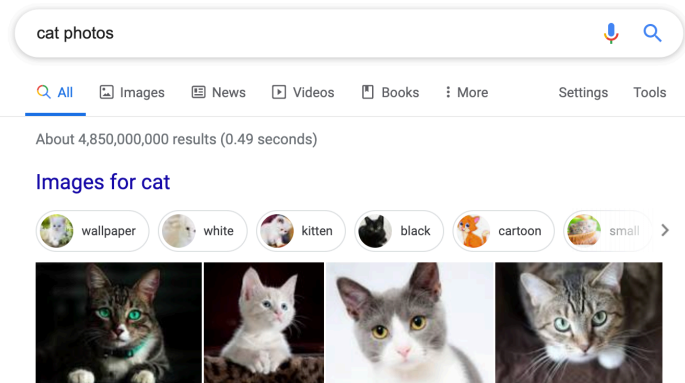 cat photos
All Images News Videos Books More Settings Tools
About 4,850,000,000 results (0.49 seconds)
Images for cat
wallpaper white kitten black cartoon small